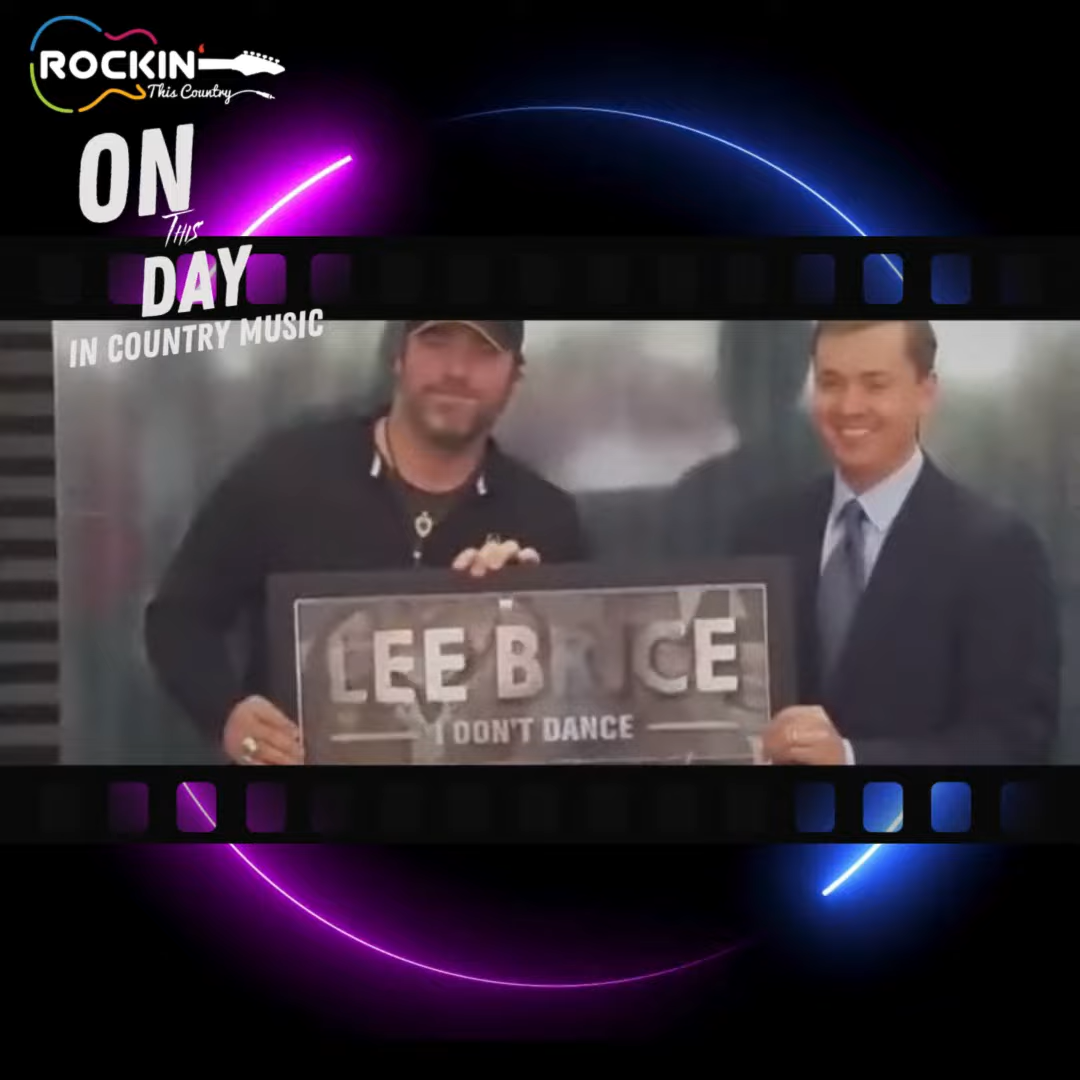 ROCKIN'
This Country
ON
THIS
DAY
IN COUNTRY MUSIC
LEE BRICE
I DON'T DANCE